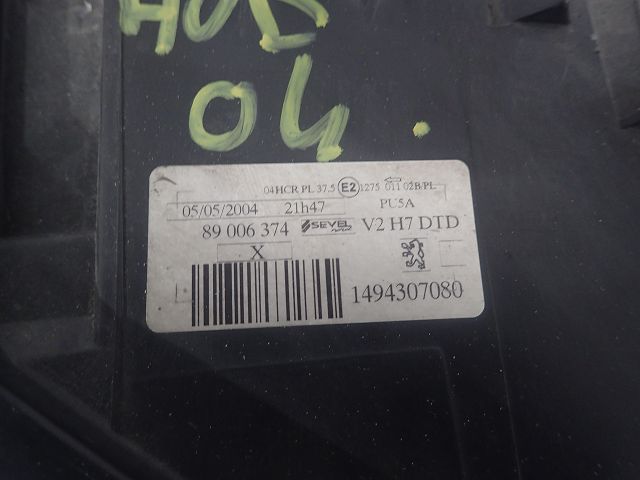 04.
04HCR PL 37.5 E2 1275 011 02B/PL
05/05/2004 21h47 PU5A
89 006 374 SEVEL V2 H7 DTD
X
1494307080